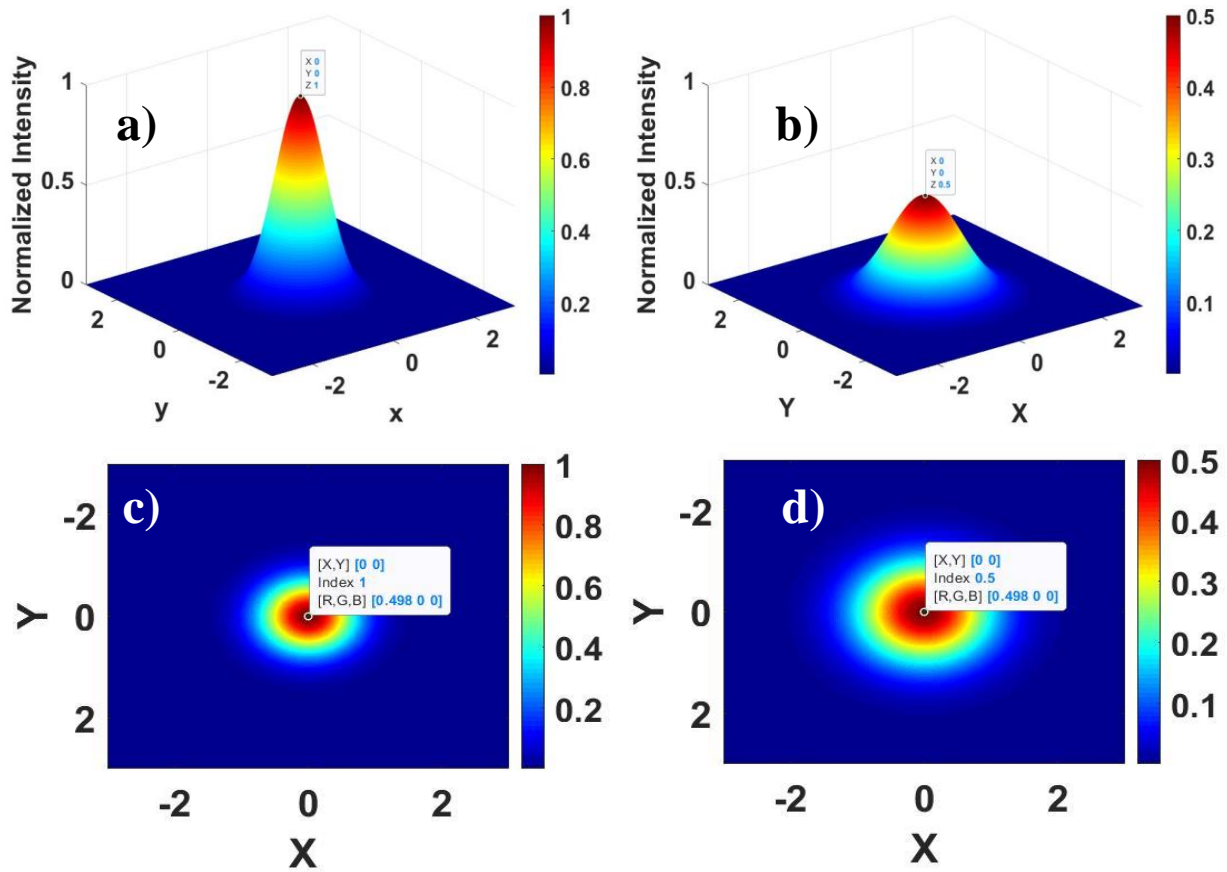 a)
Normalized Intensity
1
0.5
0
X 0
Y 0
Z 1
2
0
-2
y
-2
0
2
x
1
0.8
0.6
0.4
0.2
b)
Normalized Intensity
1
0.5
0
X 0
Y 0
Z 0.5
2
0
-2
Y
-2
0
2
X
0.5
0.4
0.3
0.2
0.1
c)
-2
0
2
Y
[X,Y] [0 0]
Index 1
[R,G,B] [0.498 0 0]
-2 0 2
X
1
0.8
0.6
0.4
0.2
d)
-2
0
2
Y
[X,Y] [0 0]
Index 0.5
[R,G,B] [0.498 0 0]
-2 0 2
X
0.5
0.4
0.3
0.2
0.1